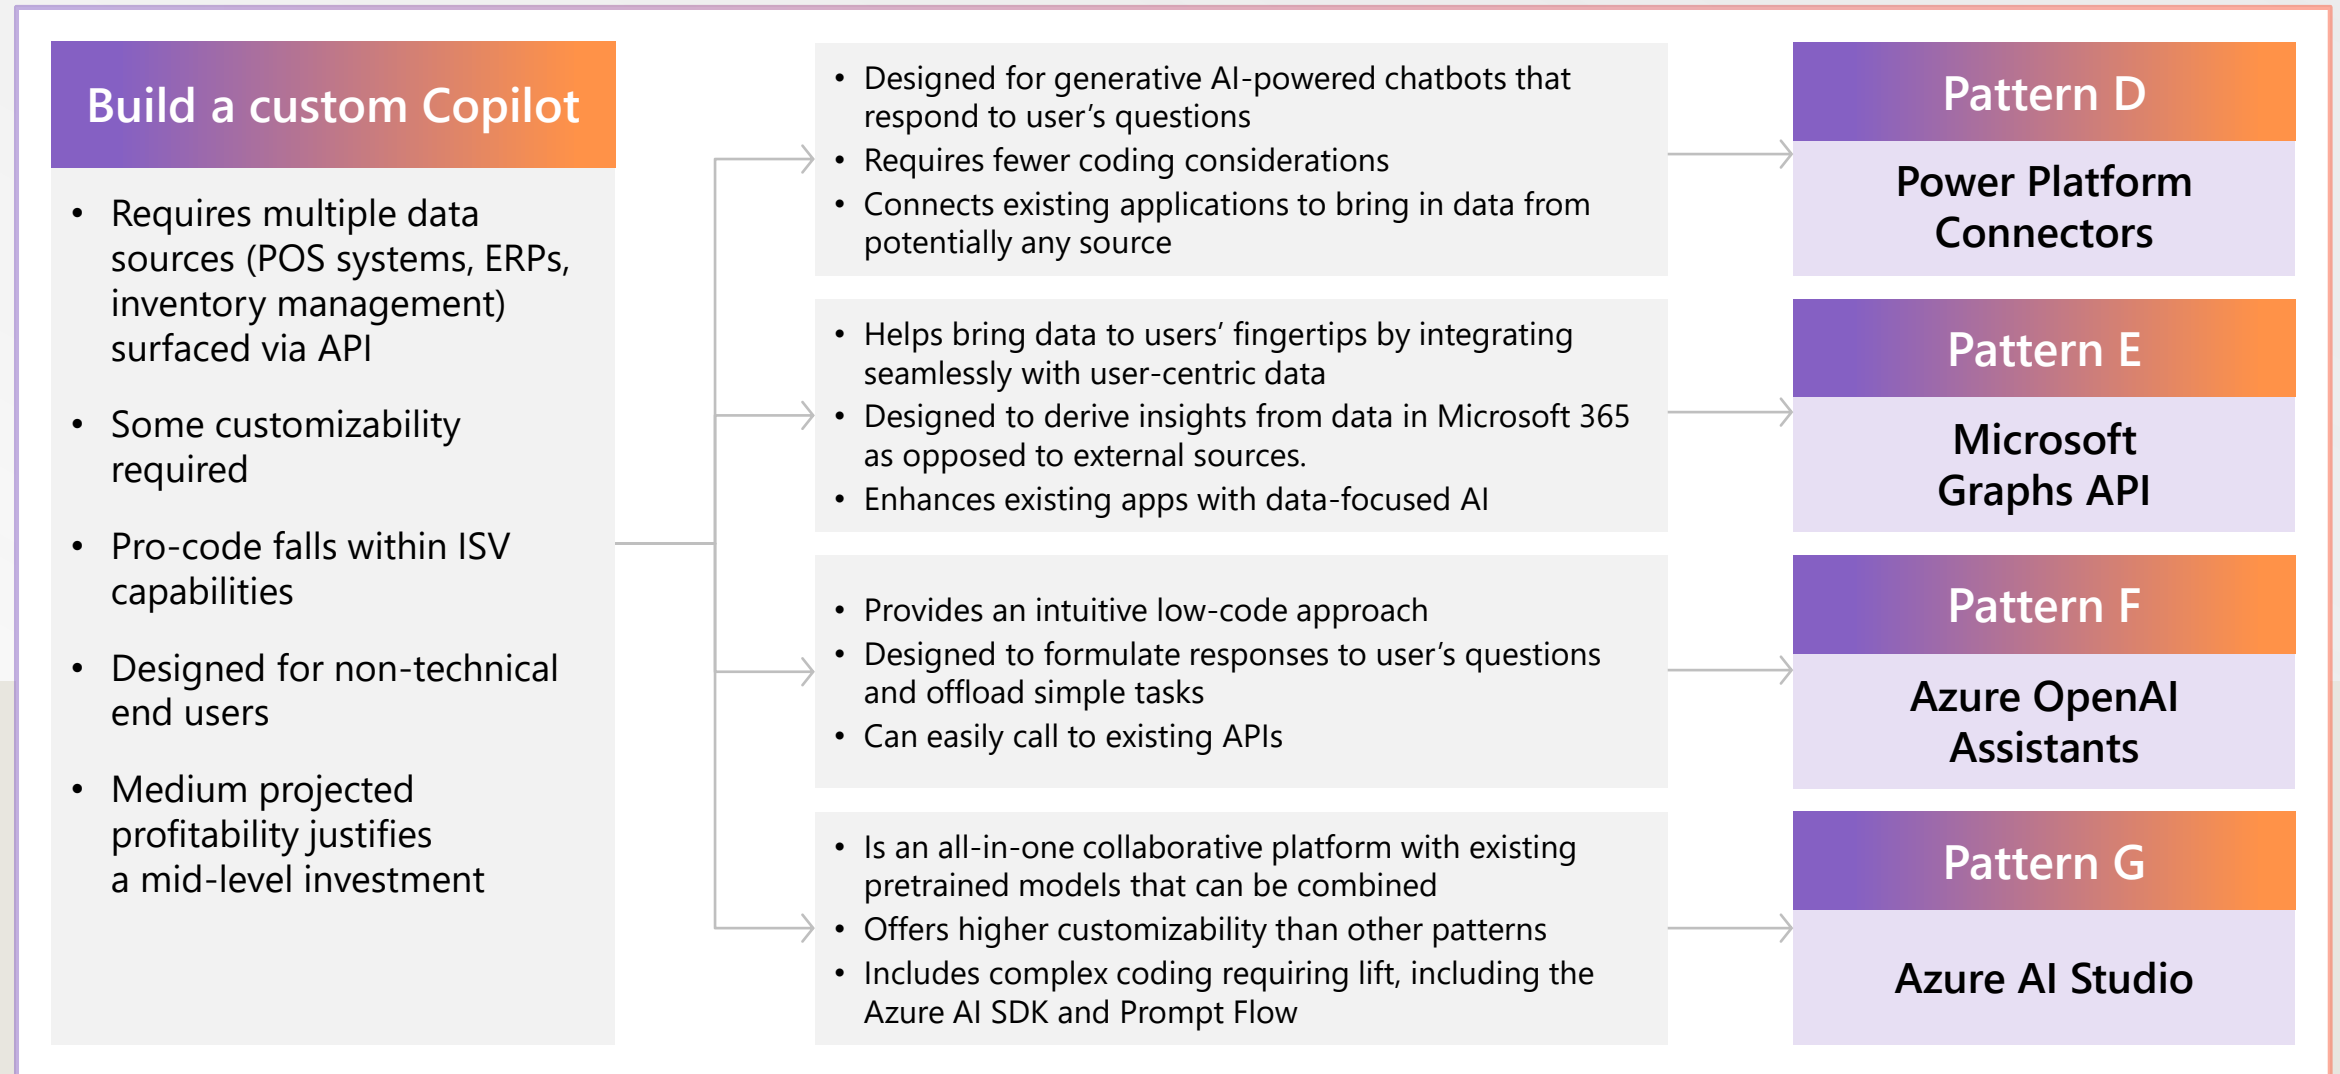 Build a custom Copilot
• Requires multiple data
sources (POS systems, ERPs,
inventory management)
surfaced via API
• Some customizability
required
• Pro-code falls within ISV
capabilities
• Designed for non-technical
end users
• Medium projected
profitability justifies
a mid-level investment
• Designed for generative AI-powered chatbots that
respond to user’s questions
• Requires fewer coding considerations
• Connects existing applications to bring in data from
potentially any source
Pattern D
Power Platform
Connectors
• Helps bring data to users’ fingertips by integrating
seamlessly with user-centric data
• Designed to derive insights from data in Microsoft 365
as opposed to external sources.
• Enhances existing apps with data-focused AI
Pattern E
Microsoft
Graphs API
• Provides an intuitive low-code approach
• Designed to formulate responses to user’s questions
and offload simple tasks
• Can easily call to existing APIs
Pattern F
Azure OpenAI
Assistants
• Is an all-in-one collaborative platform with existing
pretrained models that can be combined
• Offers higher customizability than other patterns
• Includes complex coding requiring lift, including the
Azure AI SDK and Prompt Flow
Pattern G
Azure AI Studio